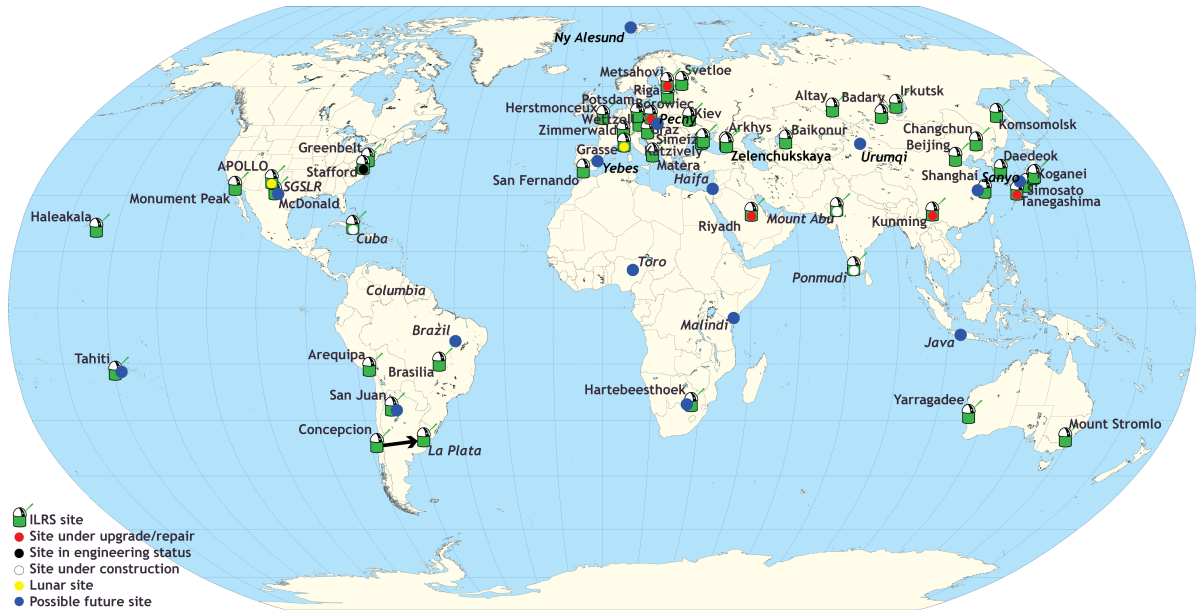 Ny Alesund
Metsahovi
Svetloe
Riga
Potsdam
Borowiec
Herstmonceux
Wettzell
Pecny
Kiev
Zimmerwald
Graz
Simeiz
Katzively
Grasse
Matera
Yebes
San Fernando
Haifa
Arkhys
Zelenchukskaya
Baikonur
Altay
Badary
Irkutsk
Urumqi
Komsomolsk
Changchun
Beijing
Daedeok
Shanghai
Sanyo
Koganei
Simosato
Tanegashima
Kunming
Riyadh
Mount Abu
Ponmudi
Greenbelt
Stafford
APOLLO
SGSLR
McDonald
Monument Peak
Haleakala
Cuba
Columbia
Brazil
Toro
Malindi
Java
Tahiti
Arequipa
Brasilia
San Juan
Hartebeesthoek
Yarragadee
Concepcion
La Plata
Mount Stromlo
ILRS site
Site under upgrade/repair
Site in engineering status
Site under construction
Lunar site
Possible future site